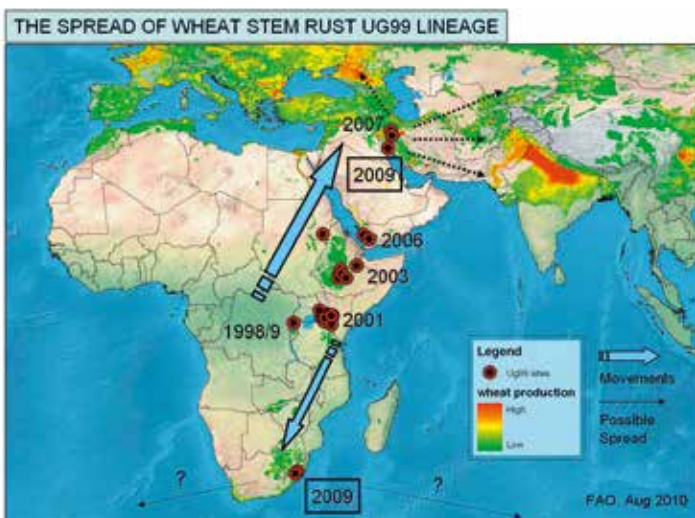 THE SPREAD OF WHEAT STEM RUST UG99 LINEAGE
2007
2009
2006
2003
1998/9
2001
Legend
Ug99 sites
wheat production
High
Low
Movements
Possible
Spread
?
?
2009
FAO. Aug 2010